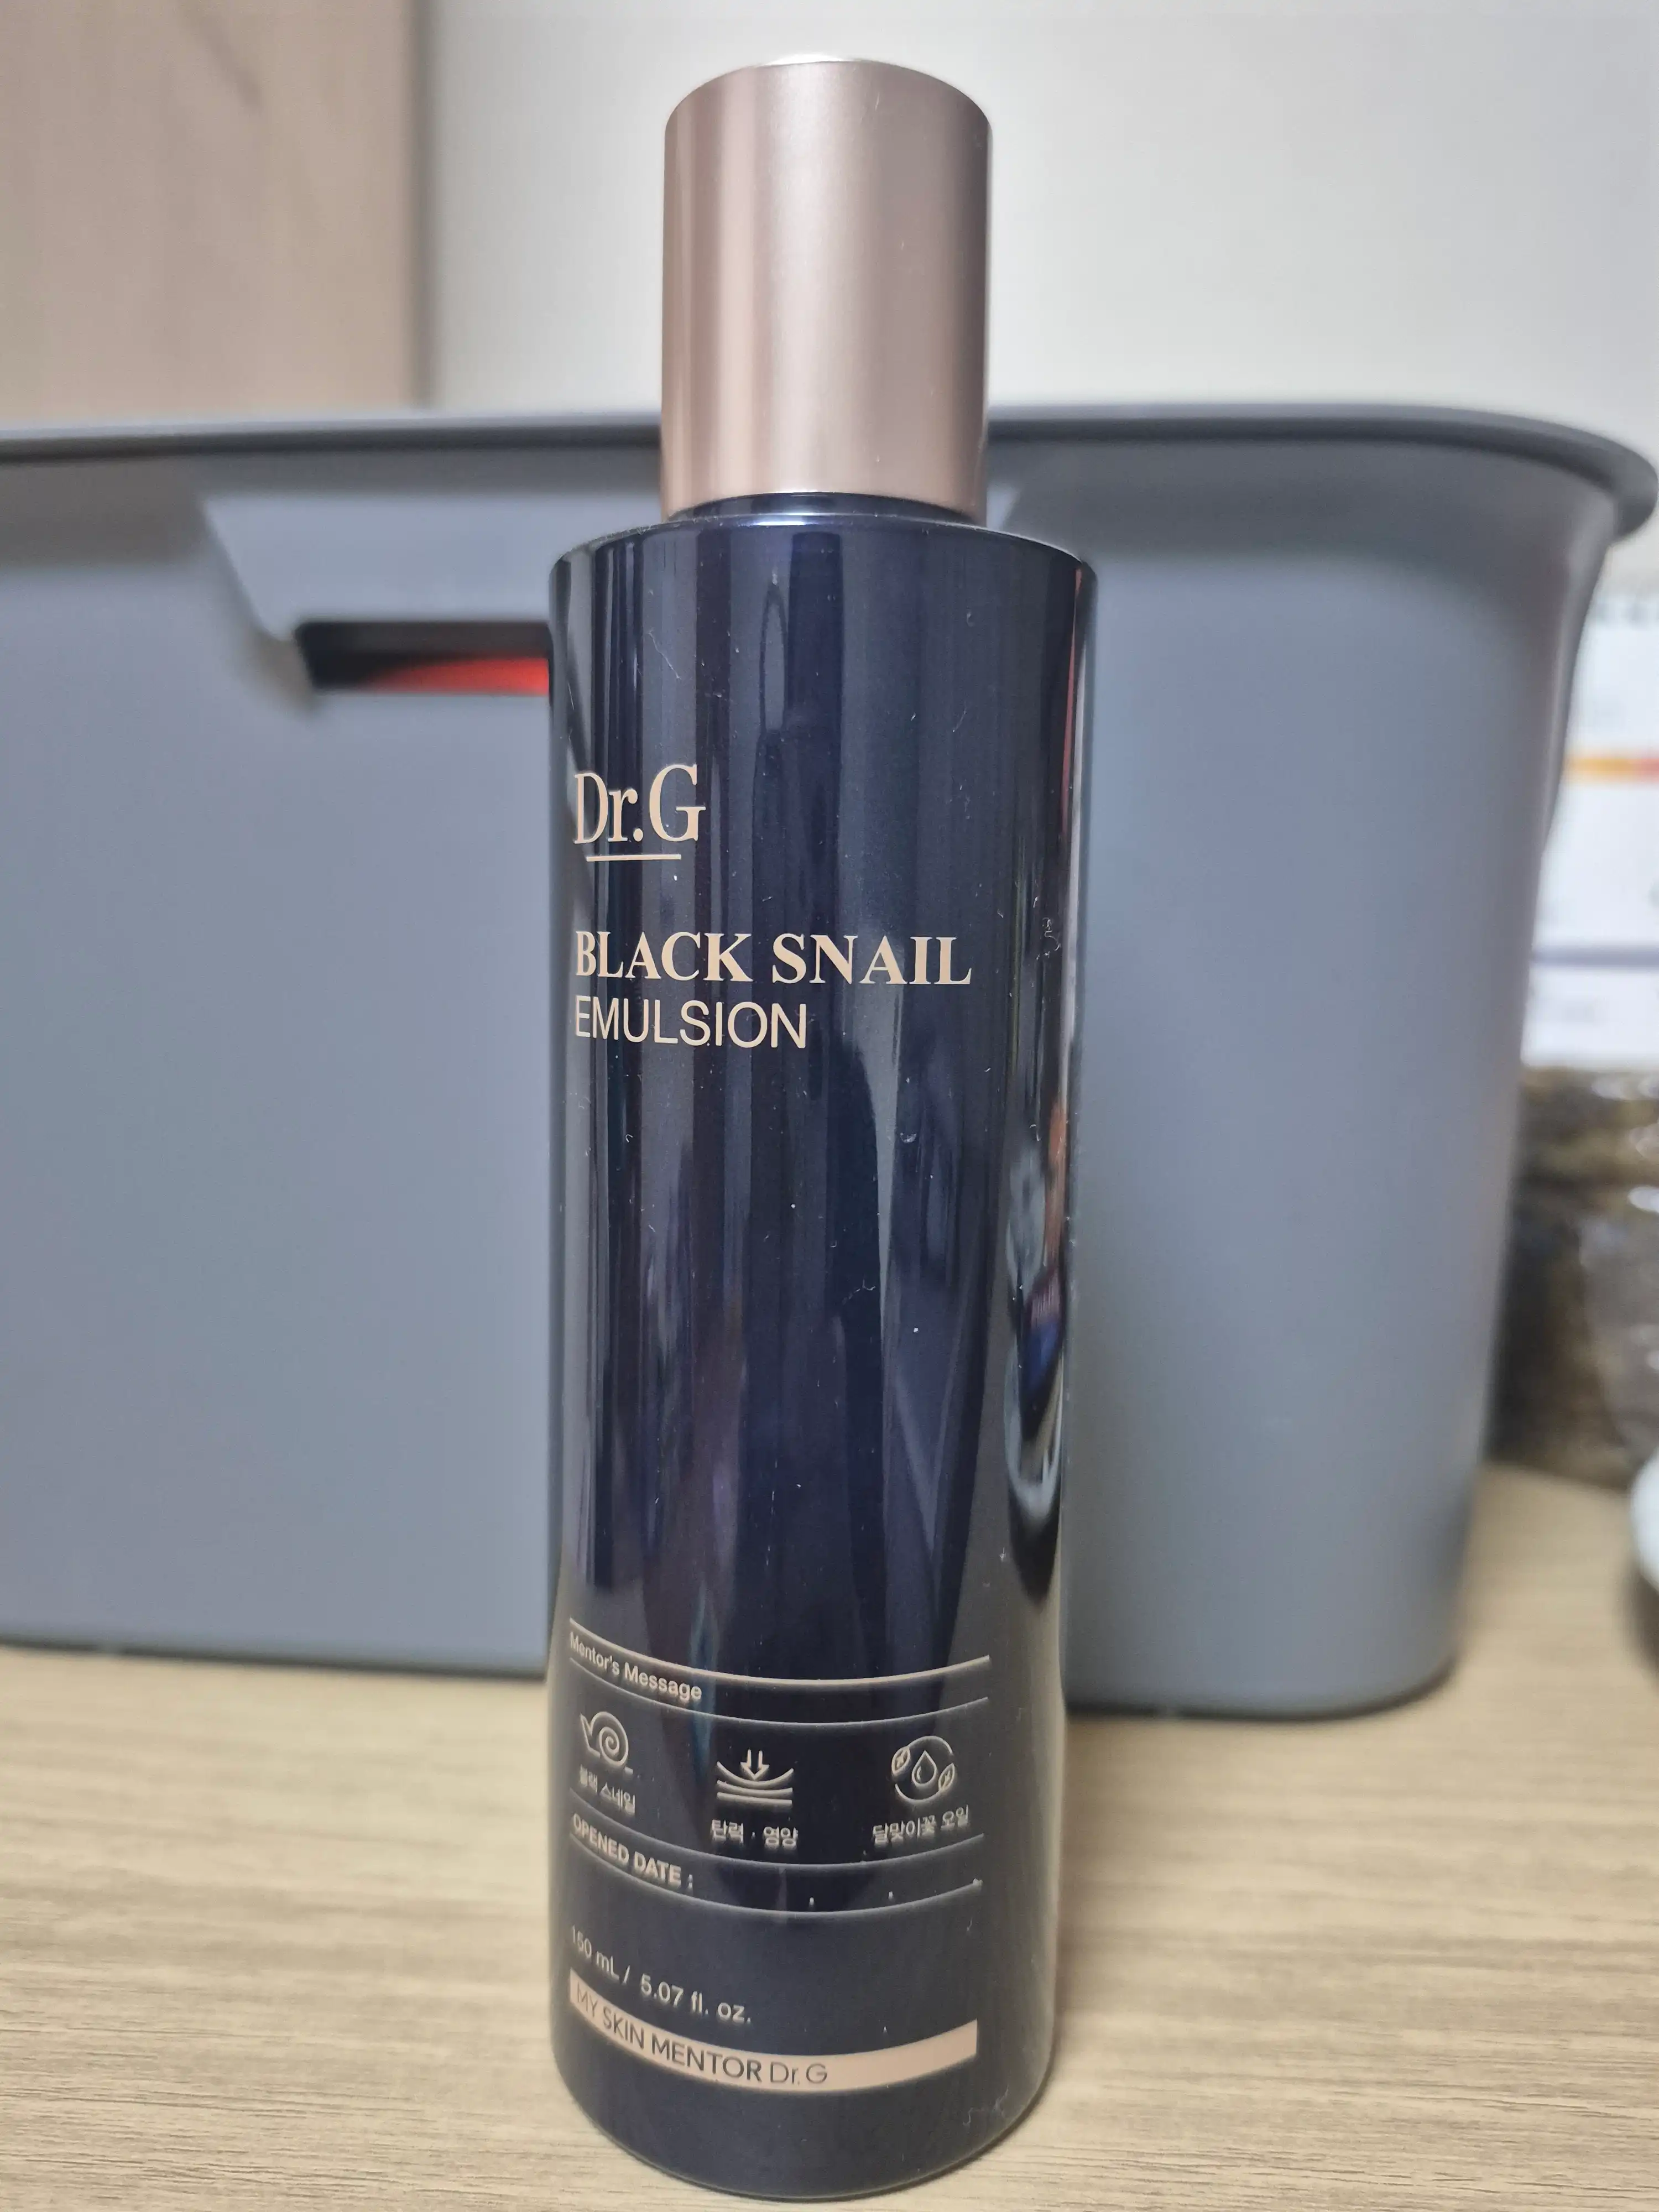 Dr.G
BLACK SNAIL
EMULSION
Mentor's Message
블랙 스네일
탄력 · 영양
달맞이꽃 오일
OPENED DATE : . . .
150 mL / 5.07 fl. oz.
MY SKIN MENTOR Dr.G